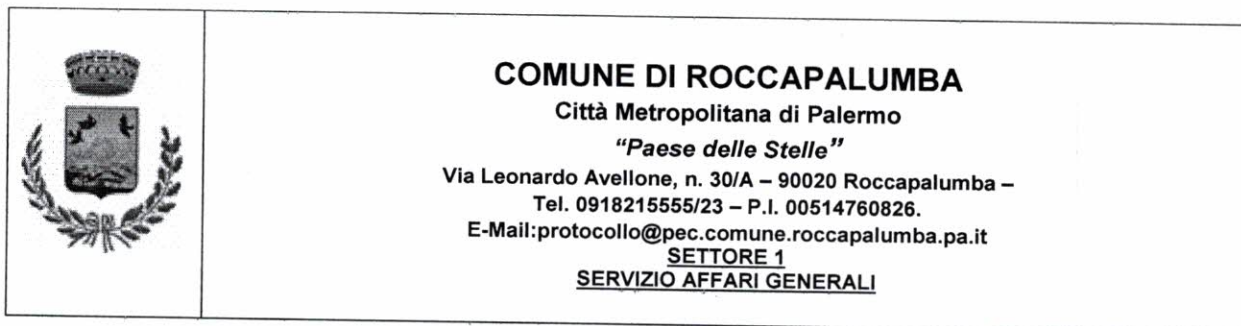 COMUNE DI ROCCAPALUMBA
Città Metropolitana di Palermo
“Paese delle Stelle”
Via Leonardo Avellone, n. 30/A – 90020 Roccapalumba –
Tel. 0918215555/23 – P.I. 00514760826.
E-Mail:protocollo@pec.comune.roccapalumba.pa.it
SETTORE 1
SERVIZIO AFFARI GENERALI